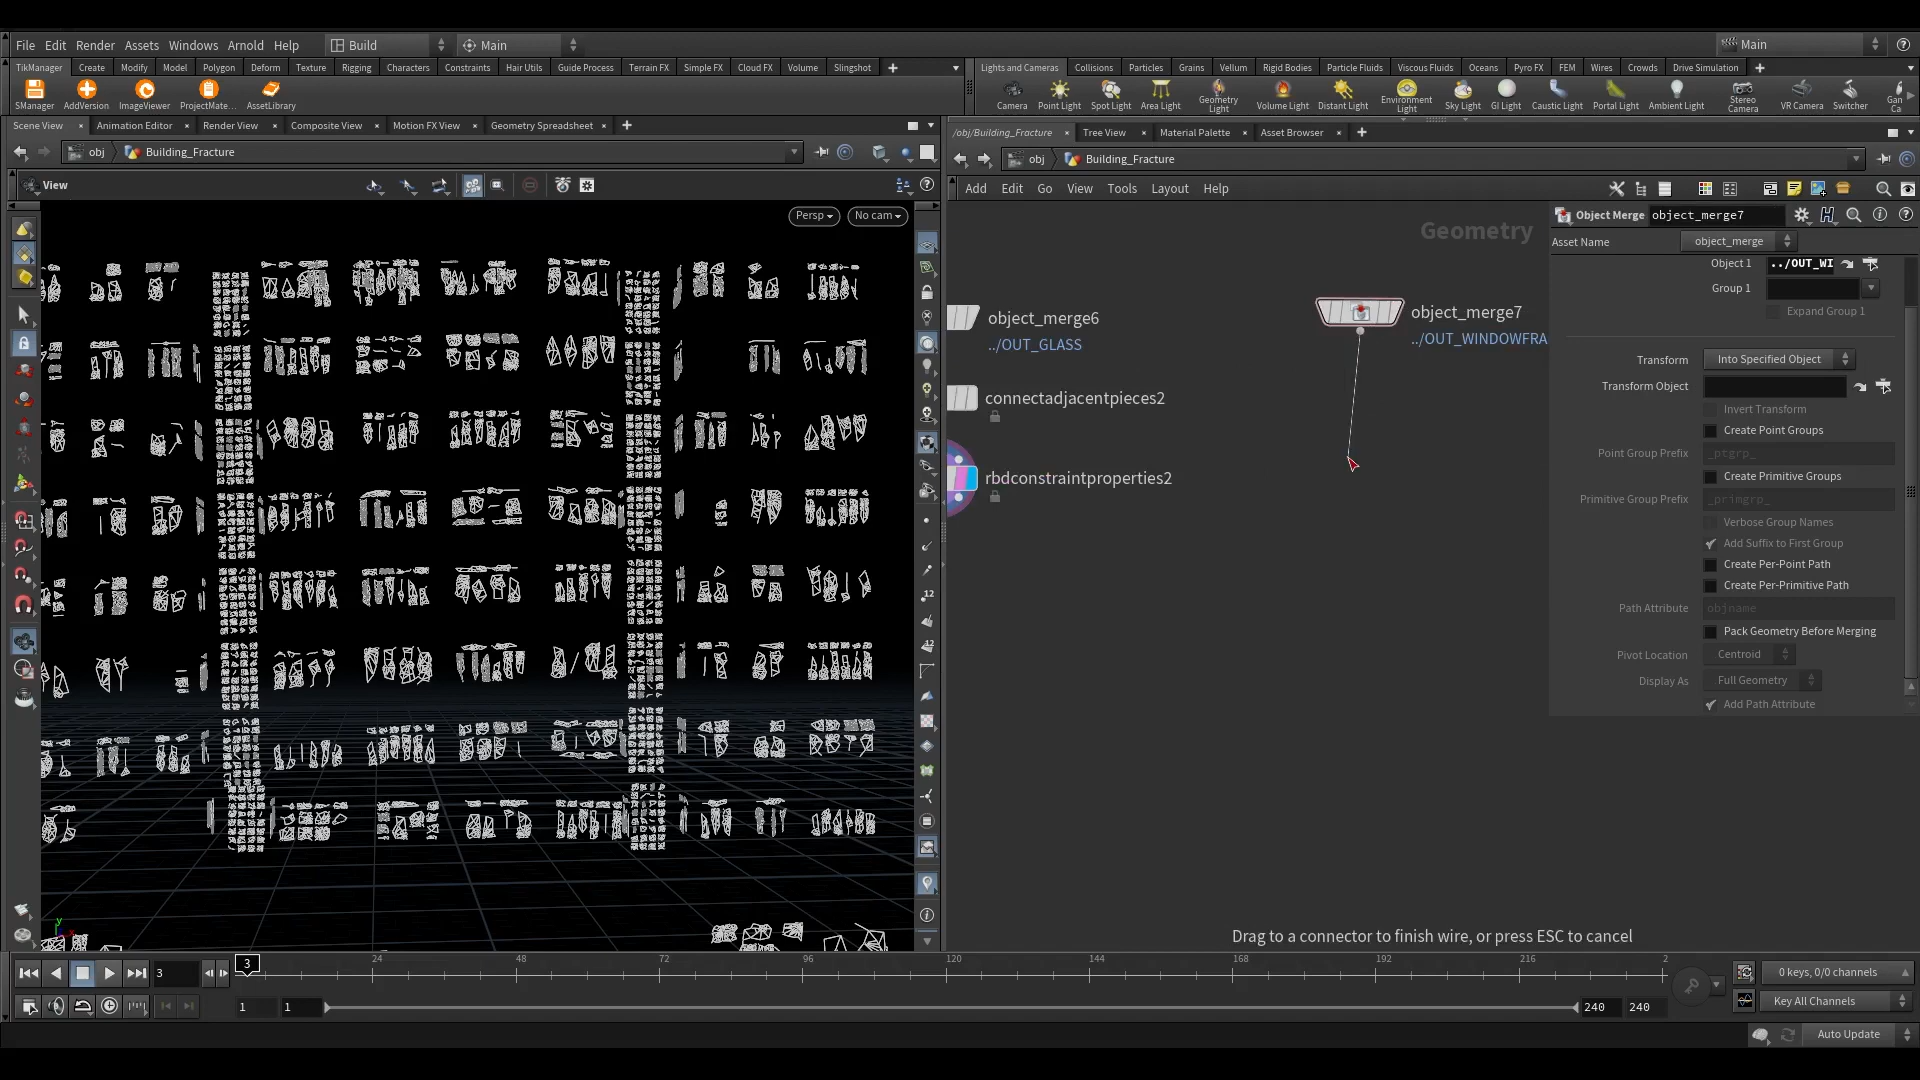 File Edit Render Assets Windows Arnold Help Build Main Main
TikManager Create Modify Model Polygon Deform Texture Rigging Characters Constraints Hair Utils Guide Process Terrain FX Simple FX Cloud FX Volume Slingshot
Lights and Cameras Collisions Particles Grains Vellum Rigid Bodies Particle Fluids Viscous Fluids Oceans Pyro FX FEM Wires Crowds Drive Simulation
SManager AddVersion ImageViewer ProjectMate... AssetLibrary
Camera Point Light Spot Light Area Light Geometry Light Volume Light Distant Light Environment Light Sky Light GI Light Caustic Light Portal Light Ambient Light Stereo Camera VR Camera Switcher Gan Ca
Scene View Animation Editor Render View Composite View Motion FX View Geometry Spreadsheet
/obj/Building_Fracture Tree View Material Palette Asset Browser
obj Building_Fracture
obj Building_Fracture
View
Add Edit Go View Tools Layout Help
Persp No cam
Geometry
Object Merge object_merge7
Asset Name object_merge
Object 1 ../OUT_WI
Group 1
Expand Group 1
object_merge6
../OUT_GLASS
object_merge7
../OUT_WINDOWFRA
connectadjacentpieces2
rbdconstraintproperties2
Transform Into Specified Object
Transform Object
Invert Transform
Create Point Groups
Point Group Prefix _ptgrp_
Create Primitive Groups
Primitive Group Prefix _primgrp_
Verbose Group Names
Add Suffix to First Group
Create Per-Point Path
Create Per-Primitive Path
Path Attribute objname
Pack Geometry Before Merging
Pivot Location Centroid
Display As Full Geometry
Add Path Attribute
12
12
y
Drag to a connector to finish wire, or press ESC to cancel
3 3 24 48 72 96 120 144 168 192 216 2
0 keys, 0/0 channels
1 1 240 240
Key All Channels
Auto Update